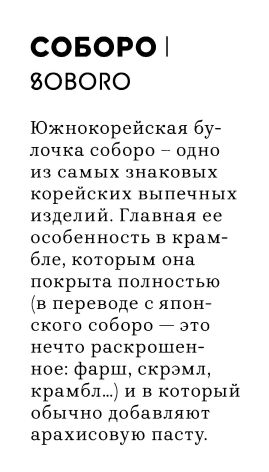 СОБОРО |
SOBORO
Южнокорейская бу-
лочка соборо – одно
из самых знаковых
корейских выпечных
изделий. Главная ее
особенность в крам-
бле, которым она
покрыта полностью
(в переводе с япон-
ского соборо — это
нечто раскрошен-
ное: фарш, скрэмл,
крамбл…) и в который
обычно добавляют
арахисовую пасту.